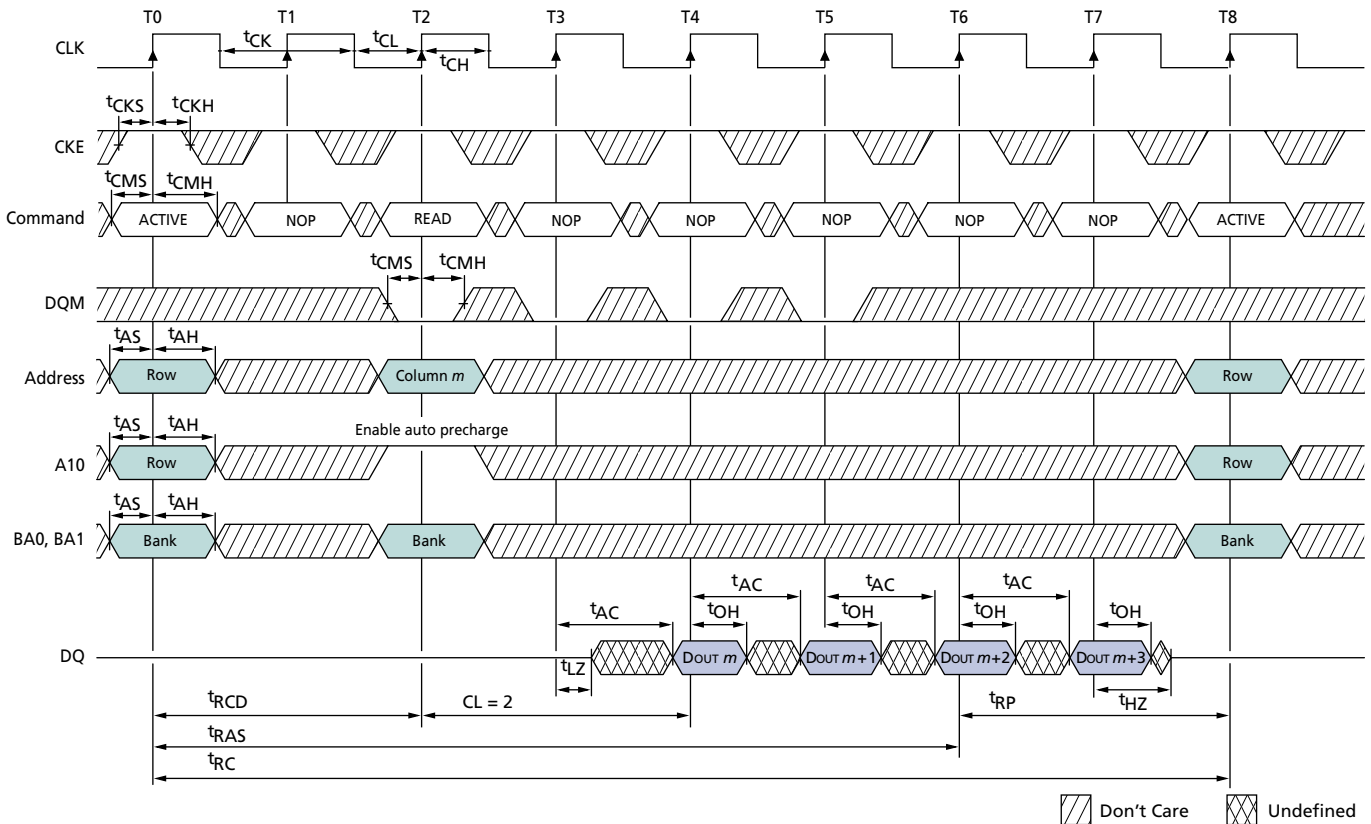 T0 T1 T2 T3 T4 T5 T6 T7 T8
CLK
tCK tCL
tCH
tCKS tCKH
CKE
tCMS tCMH
Command ACTIVE NOP READ NOP NOP NOP NOP NOP ACTIVE
tCMS tCMH
DQM
tAS tAH
Address Row Column m Row
tAS tAH Enable auto precharge
A10 Row Row
tAS tAH
BA0, BA1 Bank Bank Bank
tAC tAC tAC
tAC tOH tOH tOH tOH
DQ DOUT m DOUT m+1 DOUT m+2 DOUT m+3
tLZ
tRCD CL = 2 tRP tHZ
tRAS
tRC
Don't Care Undefined